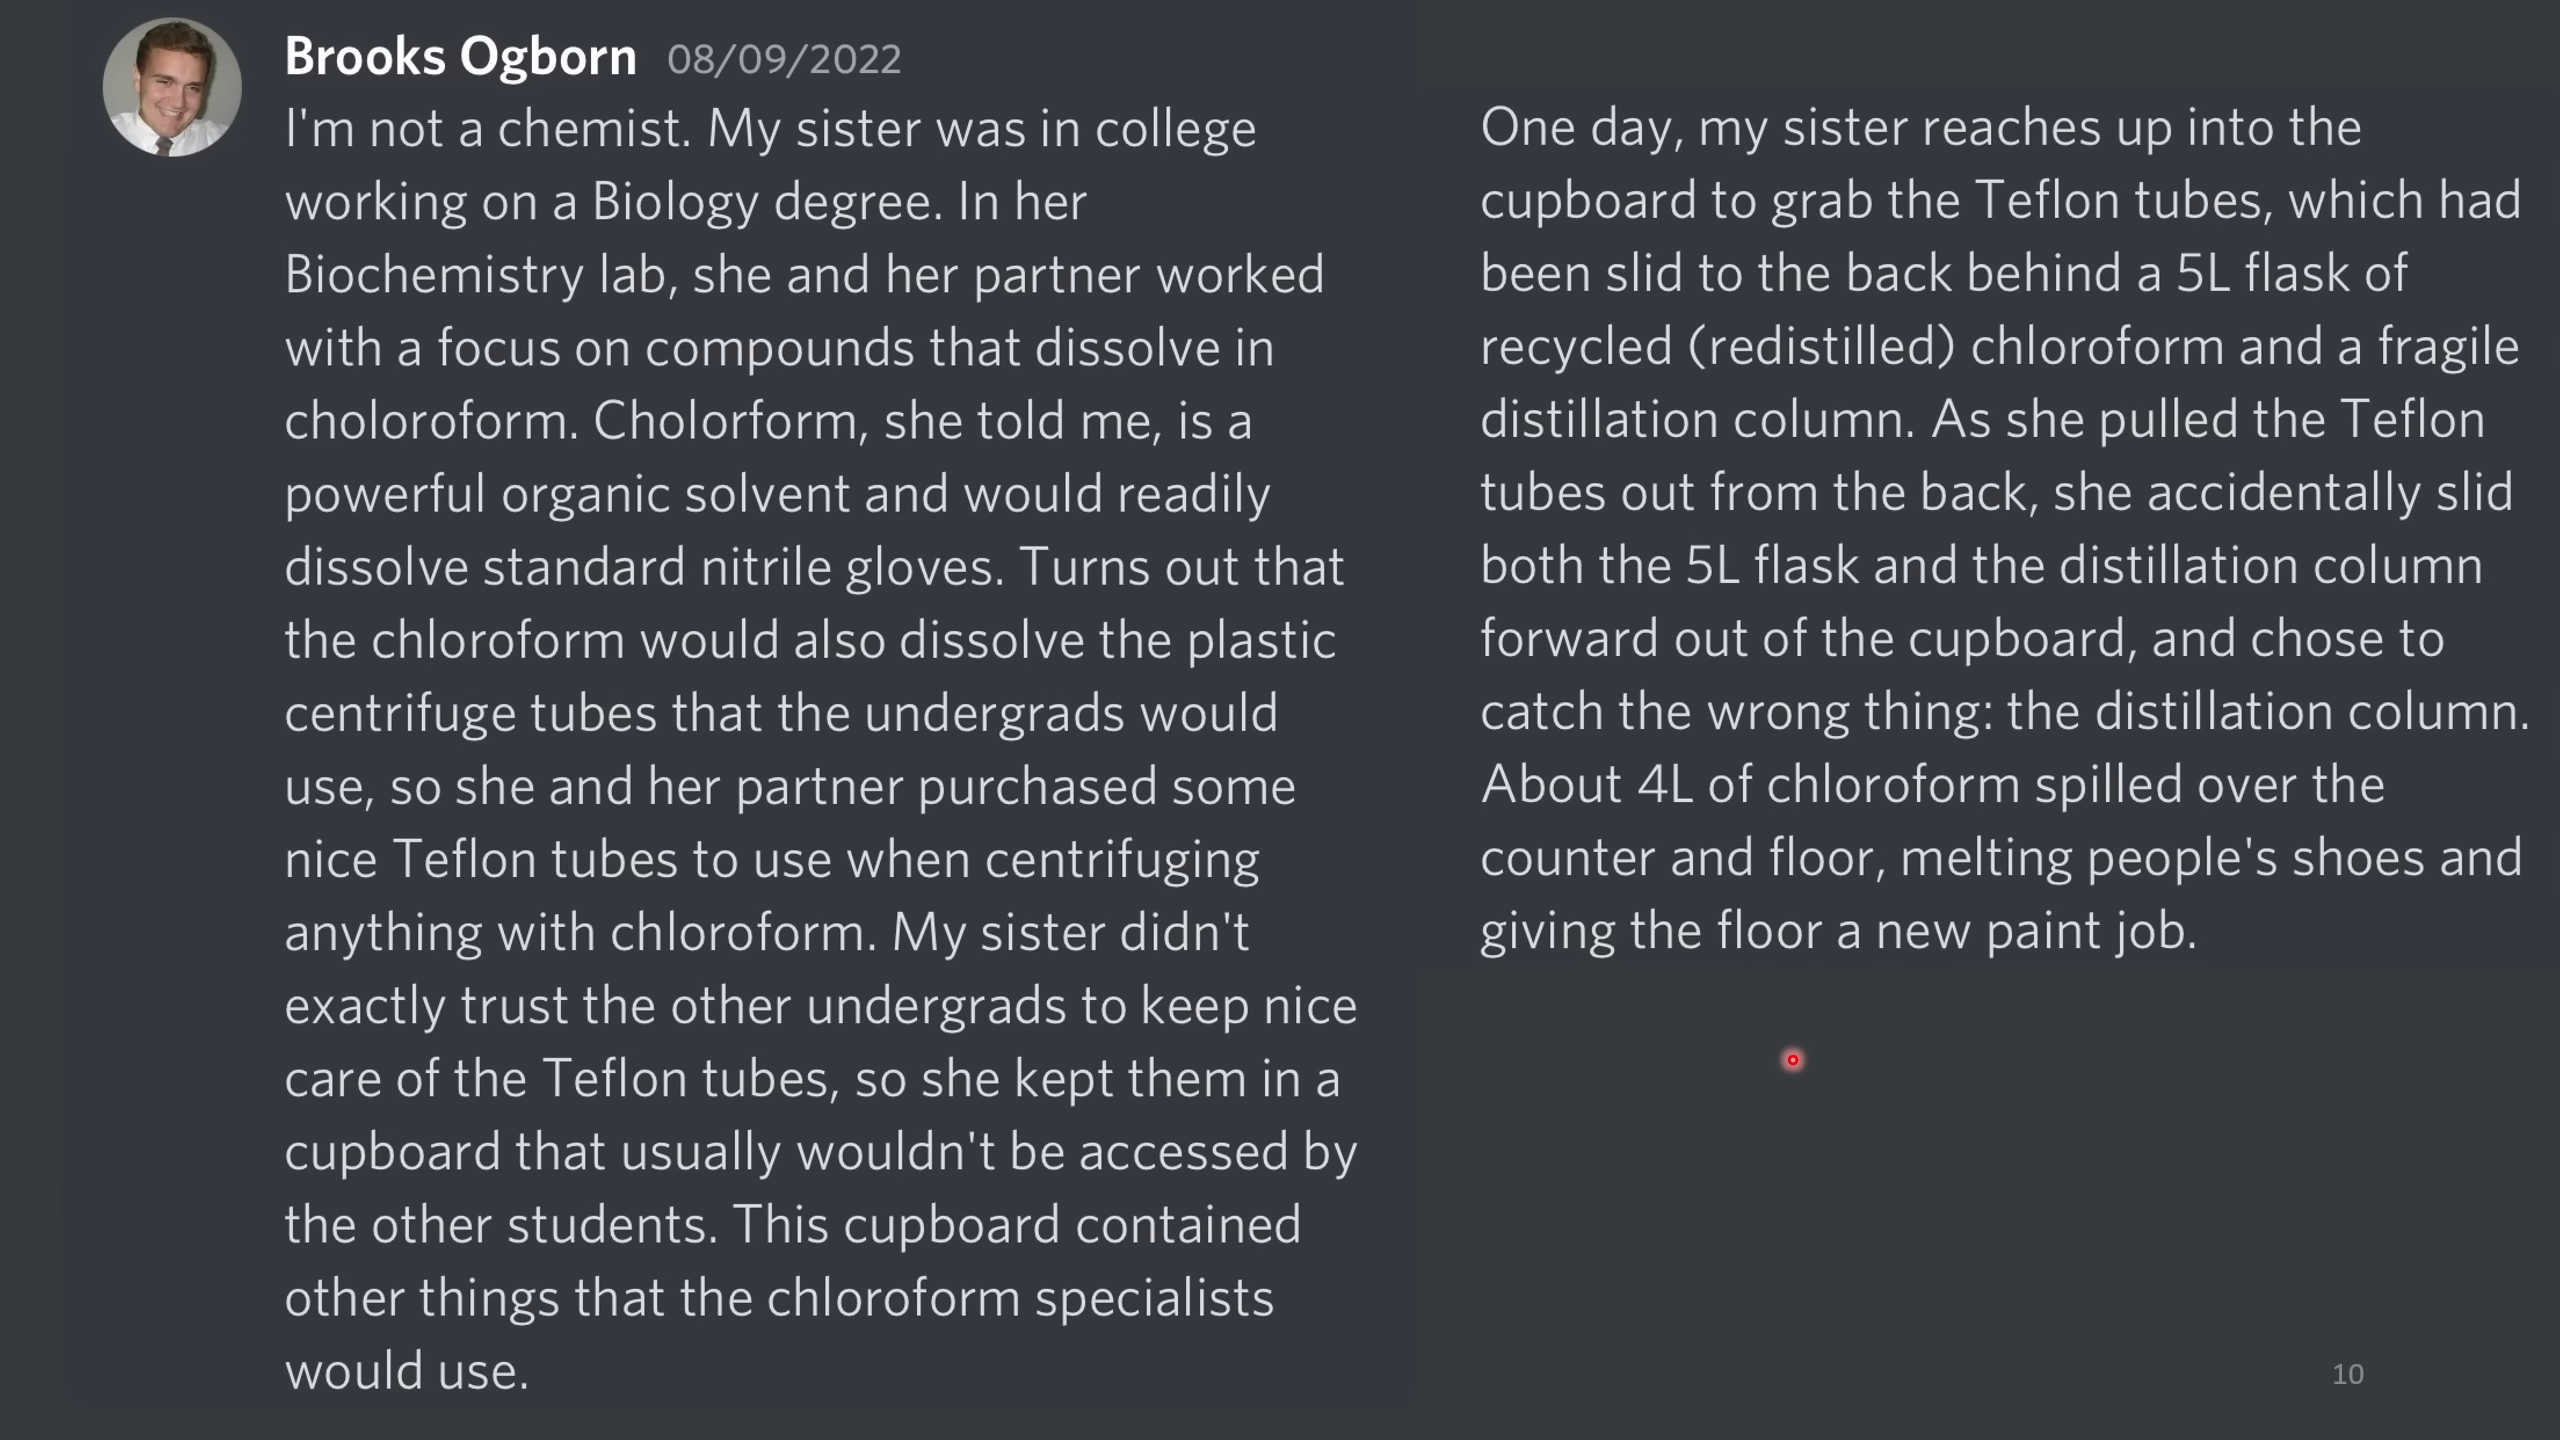 Brooks Ogborn 08/09/2022
I'm not a chemist. My sister was in college
working on a Biology degree. In her
Biochemistry lab, she and her partner worked
with a focus on compounds that dissolve in
choloroform. Cholorform, she told me, is a
powerful organic solvent and would readily
dissolve standard nitrile gloves. Turns out that
the chloroform would also dissolve the plastic
centrifuge tubes that the undergrads would
use, so she and her partner purchased some
nice Teflon tubes to use when centrifuging
anything with chloroform. My sister didn't
exactly trust the other undergrads to keep nice
care of the Teflon tubes, so she kept them in a
cupboard that usually wouldn't be accessed by
the other students. This cupboard contained
other things that the chloroform specialists
would use.
One day, my sister reaches up into the
cupboard to grab the Teflon tubes, which had
been slid to the back behind a 5L flask of
recycled (redistilled) chloroform and a fragile
distillation column. As she pulled the Teflon
tubes out from the back, she accidentally slid
both the 5L flask and the distillation column
forward out of the cupboard, and chose to
catch the wrong thing: the distillation column.
About 4L of chloroform spilled over the
counter and floor, melting people's shoes and
giving the floor a new paint job.
10